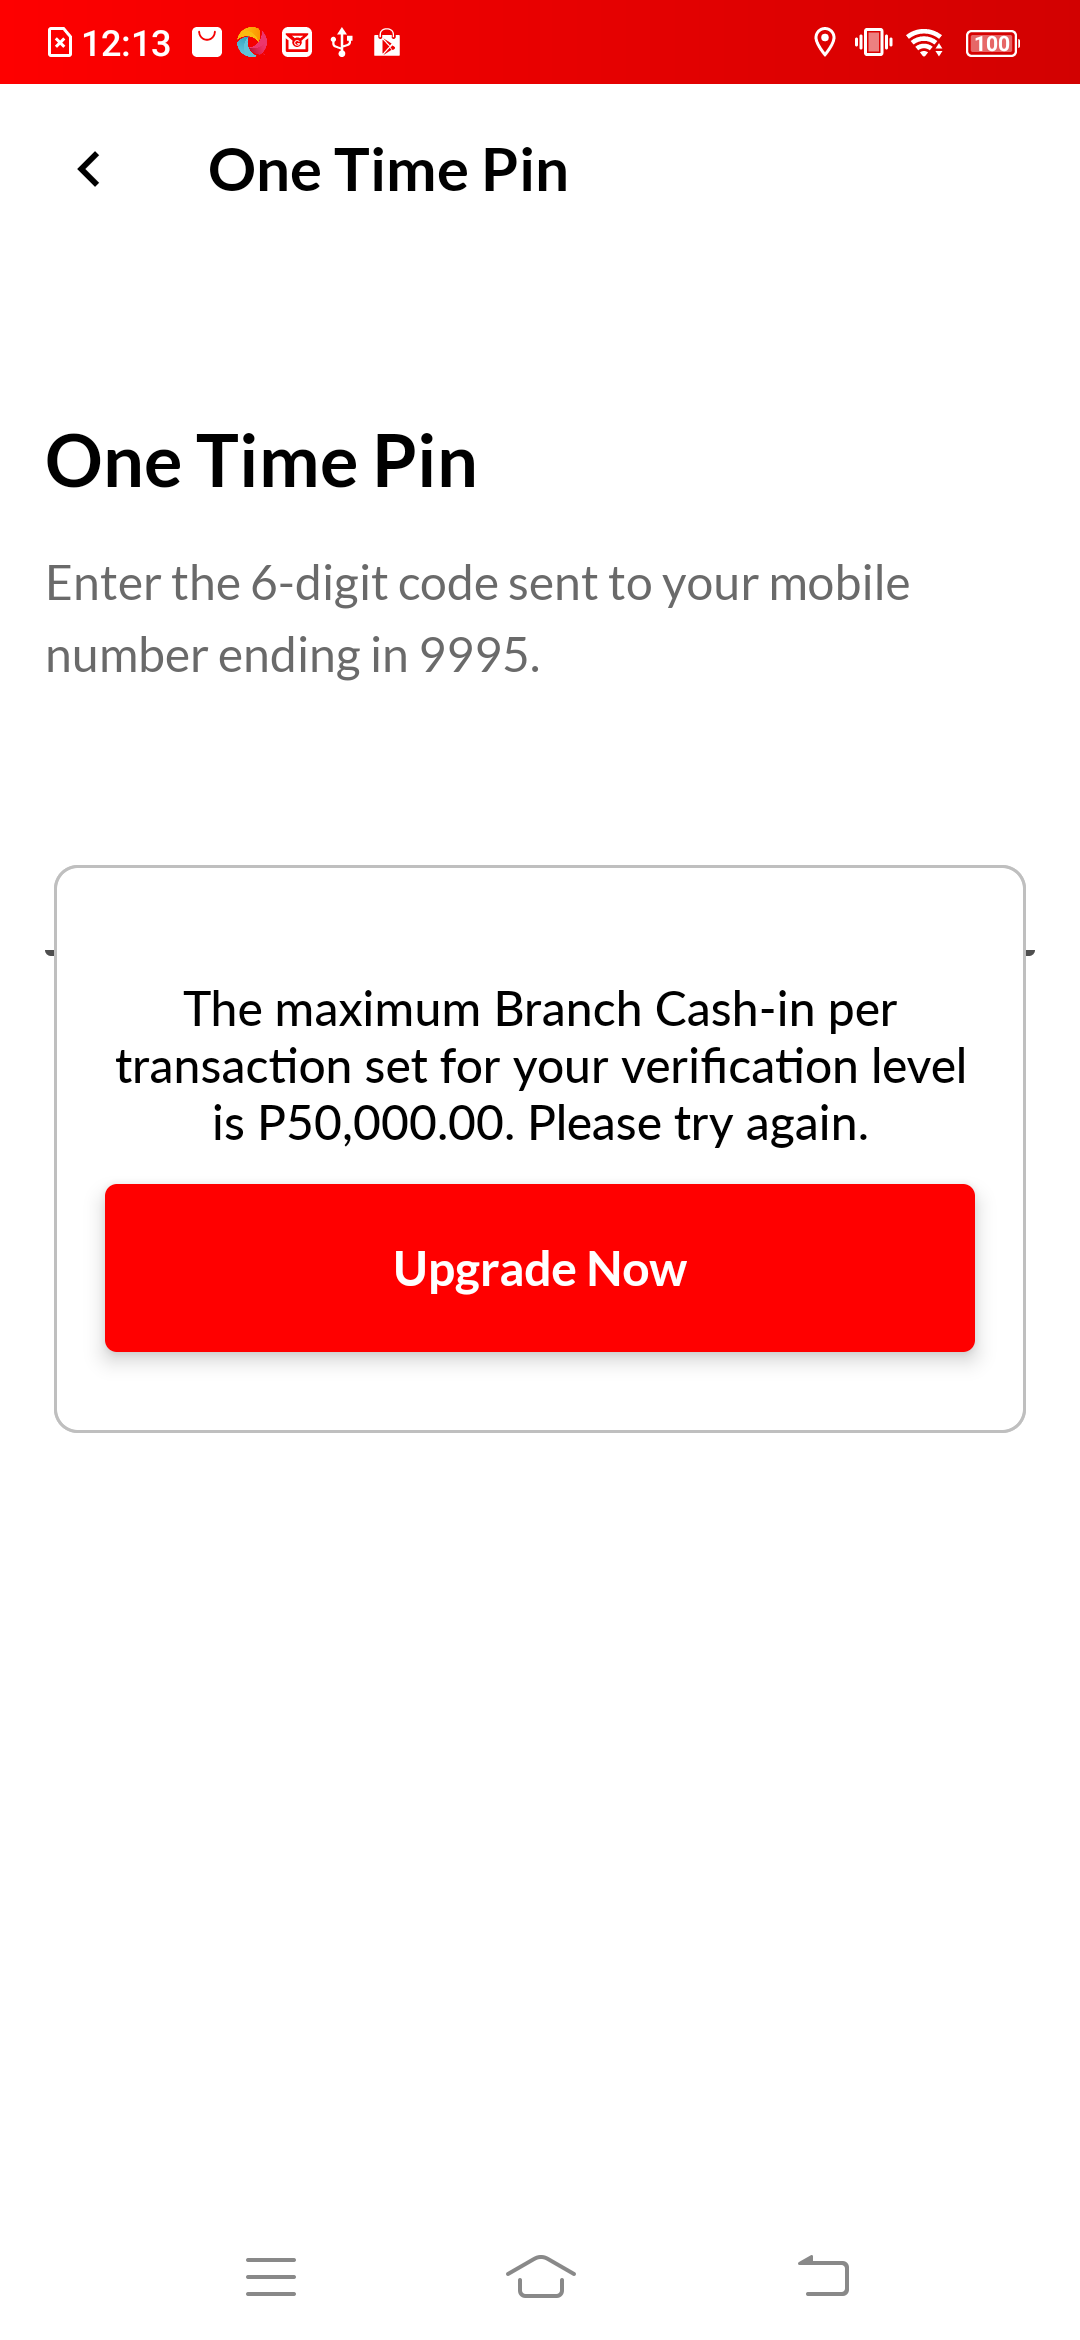 12:13
100
One Time Pin
One Time Pin
Enter the 6-digit code sent to your mobile
number ending in 9995.
The maximum Branch Cash-in per
transaction set for your verification level
is P50,000.00. Please try again.
Upgrade Now